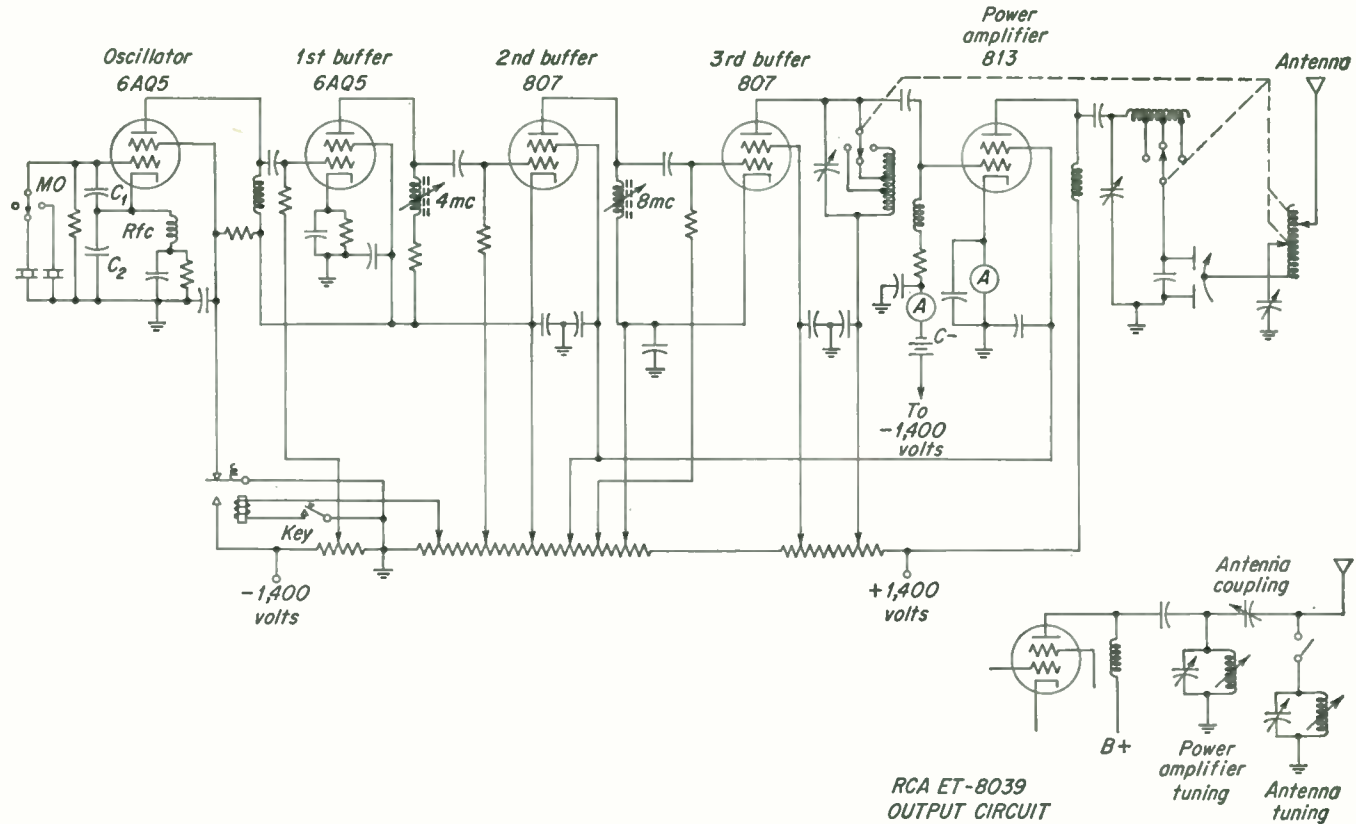 Oscillator
6AQ5
1st buffer
6AQ5
2nd buffer
807
3rd buffer
807
Power
amplifier
813
Antenna
MO
C1
Rfc
C2
4mc
8mc
A
C-
A
To
-1,400
volts
Key
-1,400
volts
+1,400
volts
Antenna
coupling
B+
Power
amplifier
tuning
Antenna
tuning
RCA ET-8039
OUTPUT CIRCUIT